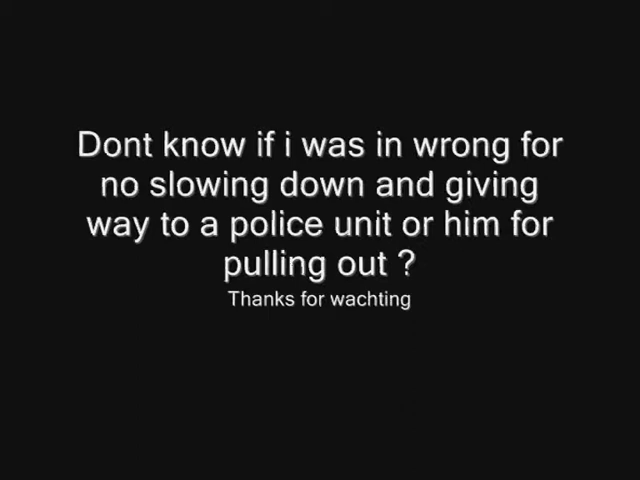 Dont know if i was in wrong for
no slowing down and giving
way to a police unit or him for
pulling out ?
Thanks for wachting